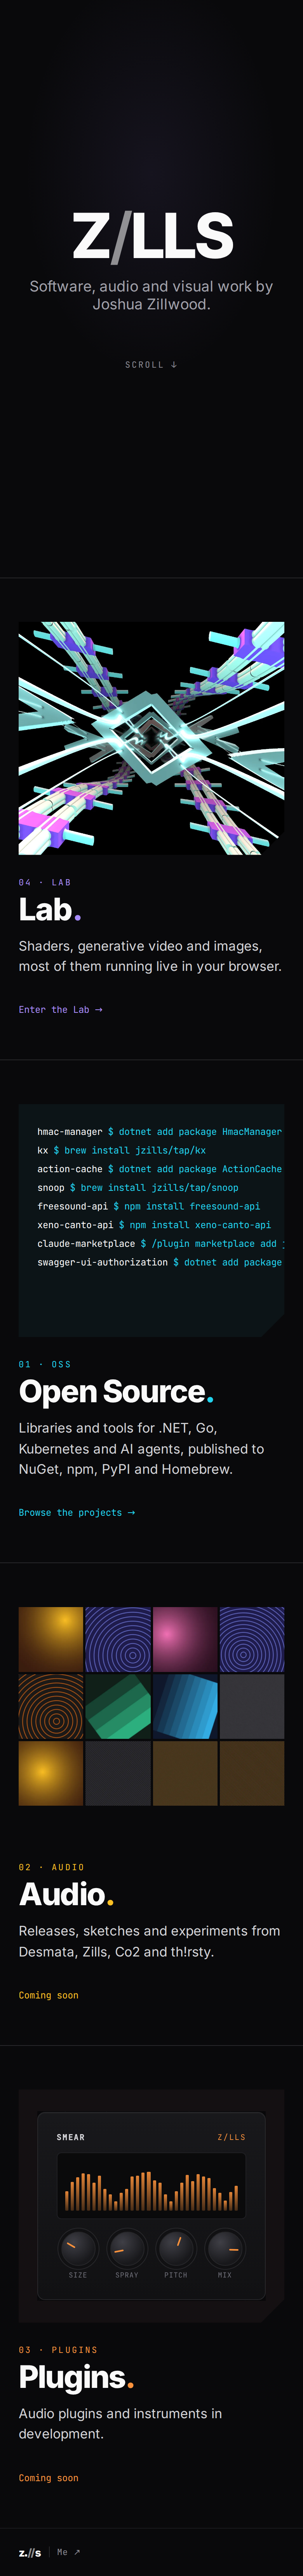 Z/LLS
Software, audio and visual work by
Joshua Zillwood.
SCROLL ↓
04 · LAB
Lab.
Shaders, generative video and images,
most of them running live in your browser.
Enter the Lab →
hmac-manager $ dotnet add package HmacManager
kx $ brew install jzills/tap/kx
action-cache $ dotnet add package ActionCache
snoop $ brew install jzills/tap/snoop
freesound-api $ npm install freesound-api
xeno-canto-api $ npm install xeno-canto-api
claude-marketplace $ /plugin marketplace add
swagger-ui-authorization $ dotnet add package
01 · OSS
Open Source.
Libraries and tools for .NET, Go,
Kubernetes and AI agents, published to
NuGet, npm, PyPI and Homebrew.
Browse the projects →
02 · AUDIO
Audio.
Releases, sketches and experiments from
Desmata, Zills, Co2 and th!rsty.
Coming soon
SMEAR Z/LLS
SIZE SPRAY PITCH MIX
03 · PLUGINS
Plugins.
Audio plugins and instruments in
development.
Coming soon
z.//s Me ↗